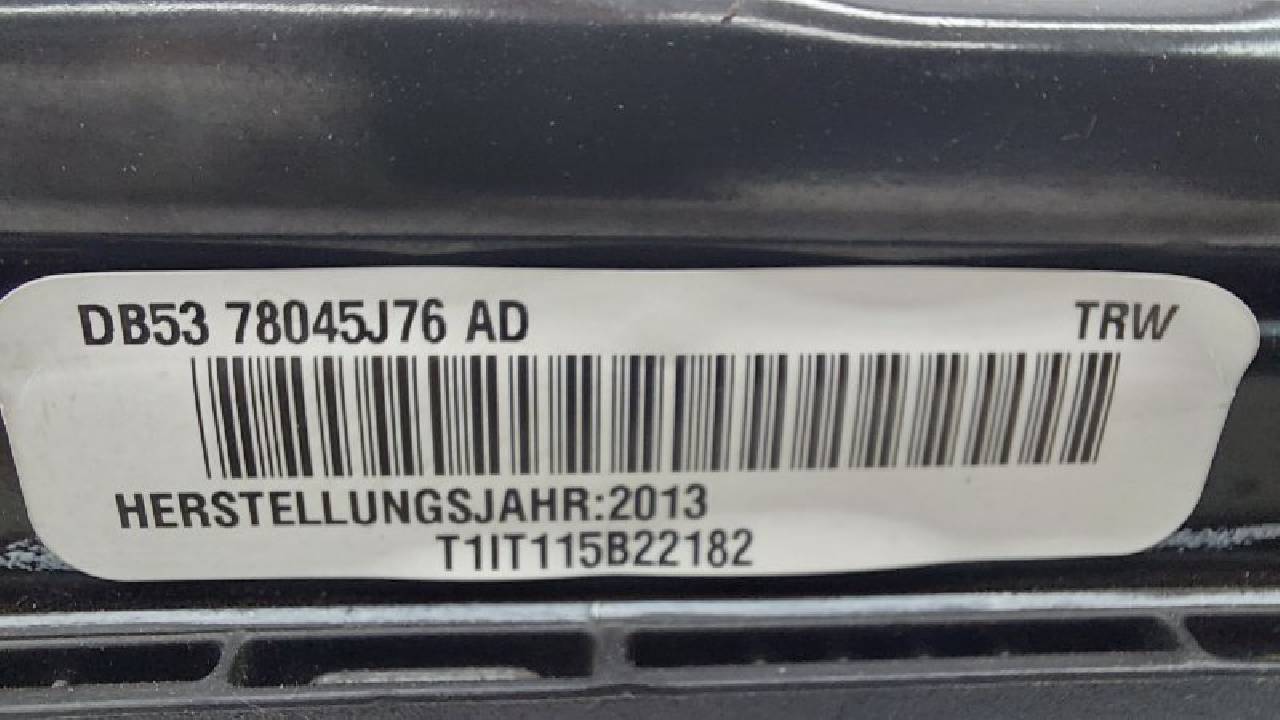 DB53 78045J76 AD TRW
HERSTELLUNGSJAHR:2013
T1IT115B22182